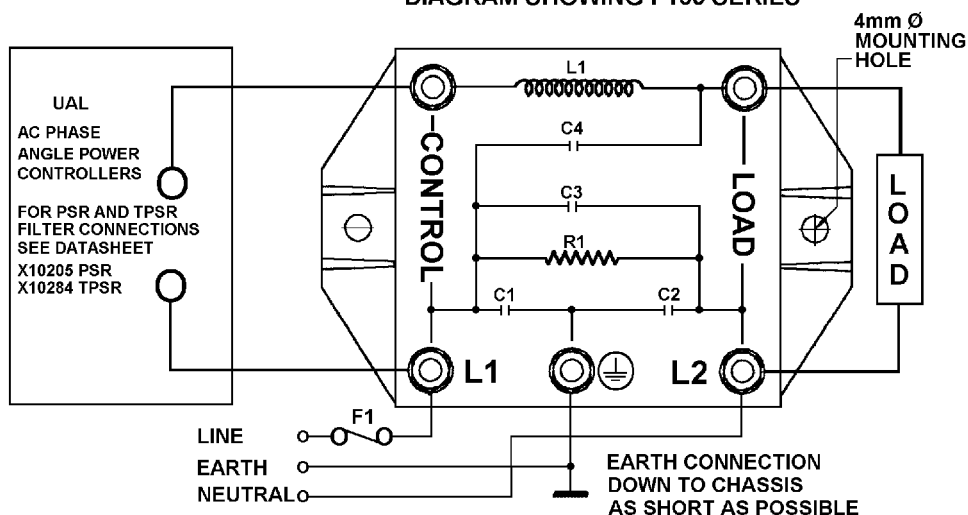 4mm Ø
MOUNTING
HOLE
UAL
AC PHASE
ANGLE POWER
CONTROLLERS
FOR PSR AND TPSR
FILTER CONNECTIONS
SEE DATASHEET
X10205 PSR
X10284 TPSR
L1
C4
C3
R1
C1
C2
CONTROL
LOAD
LOAD
L1
L2
F1
LINE
EARTH
NEUTRAL
EARTH CONNECTION
DOWN TO CHASSIS
AS SHORT AS POSSIBLE